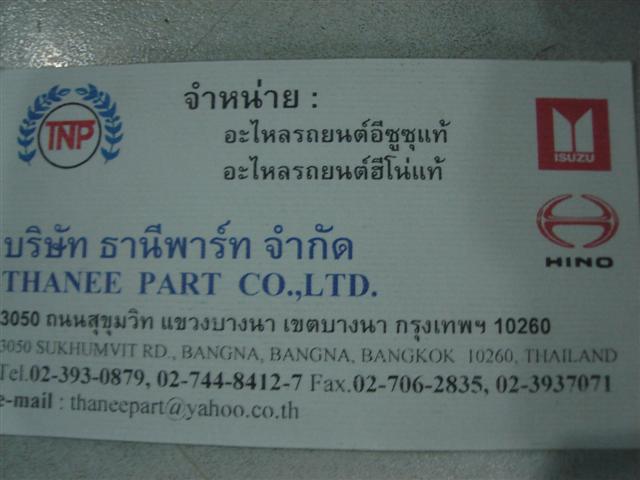 TNP
จำหน่าย :
อะไหลรถยนต์อีซูซุแท้
อะไหลรถยนต์ฮีโน่แท้
ISUZU
HINO
บริษัท ธานีพาร์ท จำกัด
THANEE PART CO.,LTD.
3050 ถนนสุขุมวิท แขวงบางนา เขตบางนา กรุงเทพฯ 10260
3050 SUKHUMVIT RD., BANGNA, BANGNA, BANGKOK 10260, THAILAND
Tel.02-393-0879, 02-744-8412-7 Fax.02-706-2835, 02-3937071
e-mail : thaneepart@yahoo.co.th